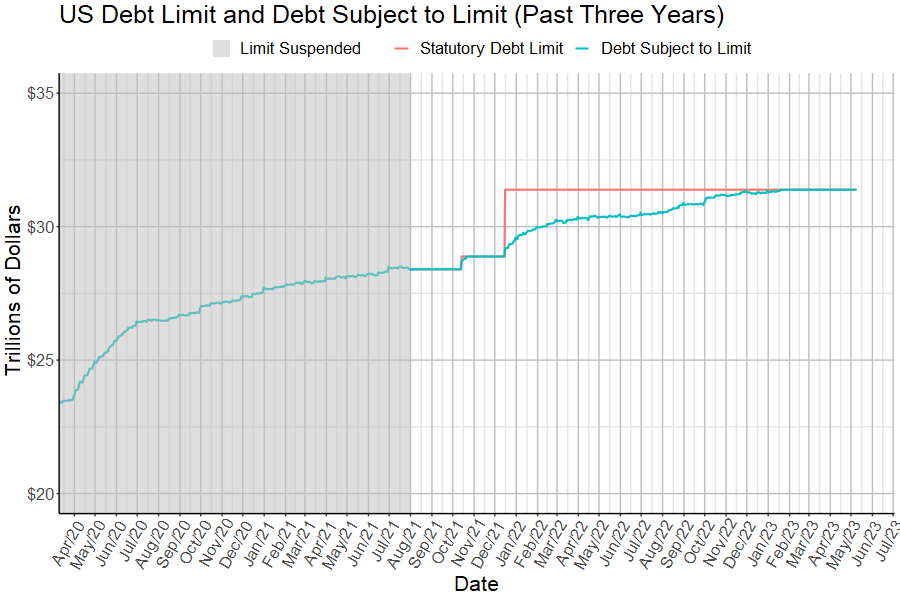 US Debt Limit and Debt Subject to Limit (Past Three Years)
Limit Suspended Statutory Debt Limit Debt Subject to Limit
Trillions of Dollars
$35
$30
$25
$20
Apr/20 May/20 Jun/20 Jul/20 Aug/20 Sep/20 Oct/20 Nov/20 Dec/20 Jan/21 Feb/21 Mar/21 Apr/21 May/21 Jun/21 Jul/21 Aug/21 Sep/21 Oct/21 Nov/21 Dec/21 Jan/22 Feb/22 Mar/22 Apr/22 May/22 Jun/22 Jul/22 Aug/22 Sep/22 Oct/22 Nov/22 Dec/22 Jan/23 Feb/23 Mar/23 Apr/23 May/23 Jun/23 Jul/23
Date